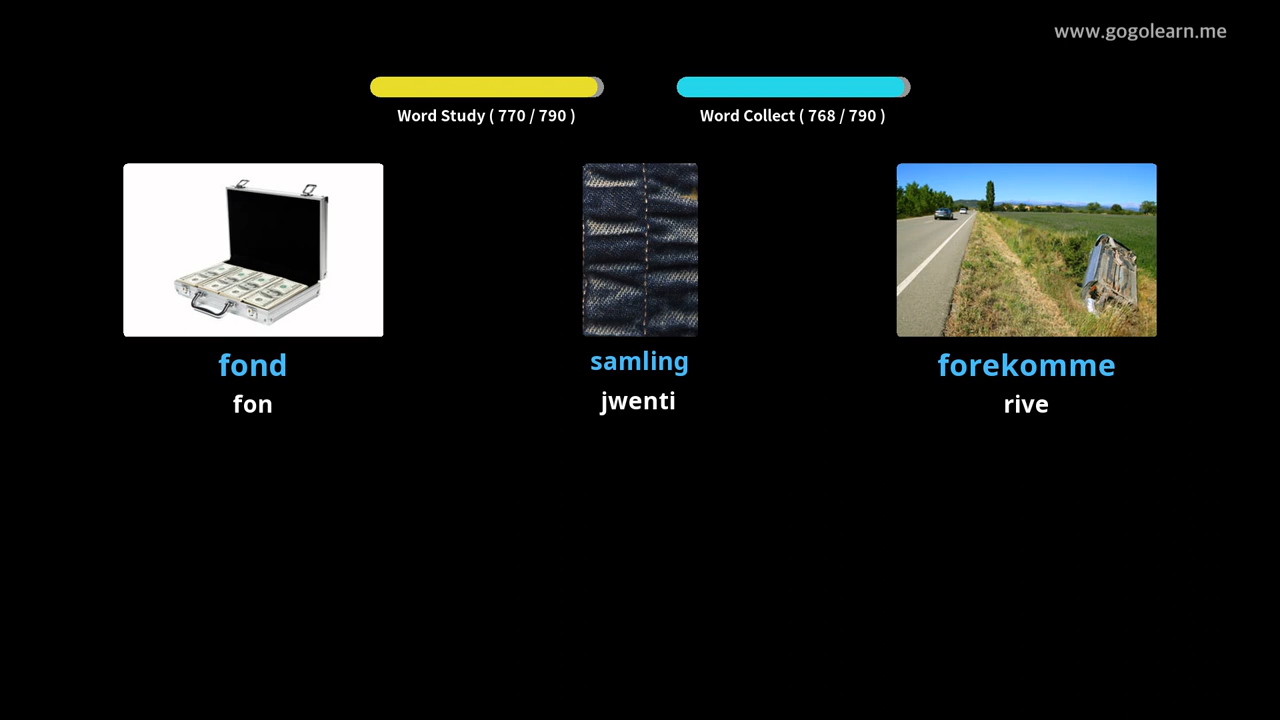 www.gogolearn.me
Word Study ( 770 / 790 )
Word Collect ( 768 / 790 )
fond
fon
samling
jwenti
forekomme
rive